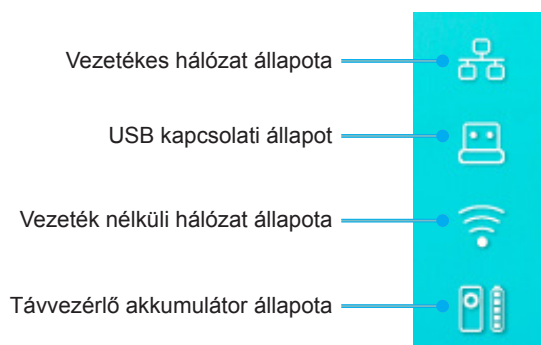 Vezetékes hálózat állapota
USB kapcsolati állapot
Vezeték nélküli hálózat állapota
Távvezérlő akkumulátor állapota